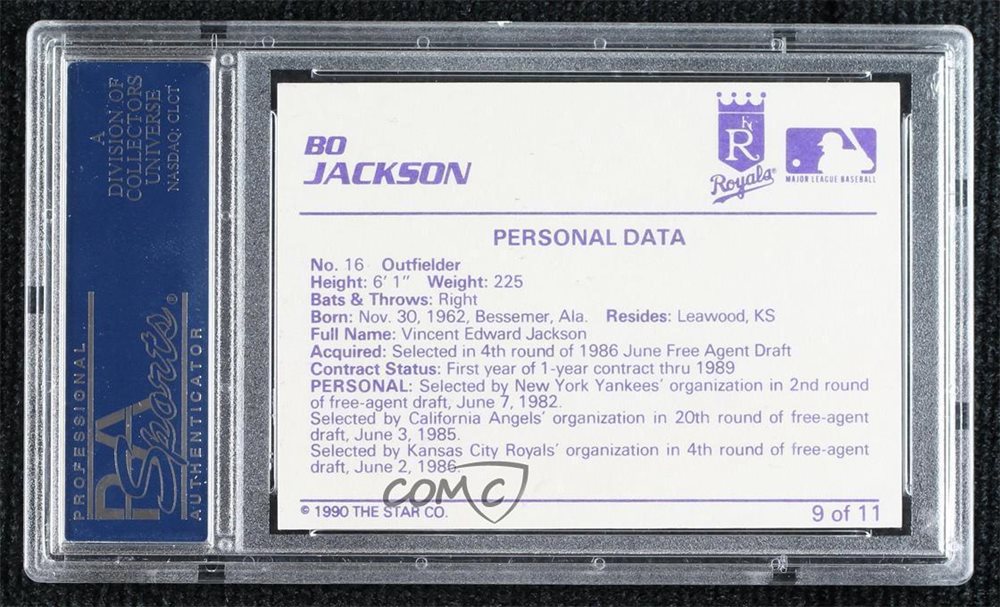 A
DIVISION OF
COLLECTORS
UNIVERSE
NASDAQ: CLCT
PROFESSIONAL
PSA
Sports®
AUTHENTICATOR
BO
JACKSON
KC
R
Royals®
MAJOR LEAGUE BASEBALL
PERSONAL DATA
No. 16 Outfielder
Height: 6' 1" Weight: 225
Bats & Throws: Right
Born: Nov. 30, 1962, Bessemer, Ala. Resides: Leawood, KS
Full Name: Vincent Edward Jackson
Acquired: Selected in 4th round of 1986 June Free Agent Draft
Contract Status: First year of 1-year contract thru 1989
PERSONAL: Selected by New York Yankees' organization in 2nd round
of free-agent draft, June 7, 1982.
Selected by California Angels' organization in 20th round of free-agent
draft, June 3, 1985.
Selected by Kansas City Royals' organization in 4th round of free-agent
draft, June 2, 1986.
COMC
© 1990 THE STAR CO.
9 of 11